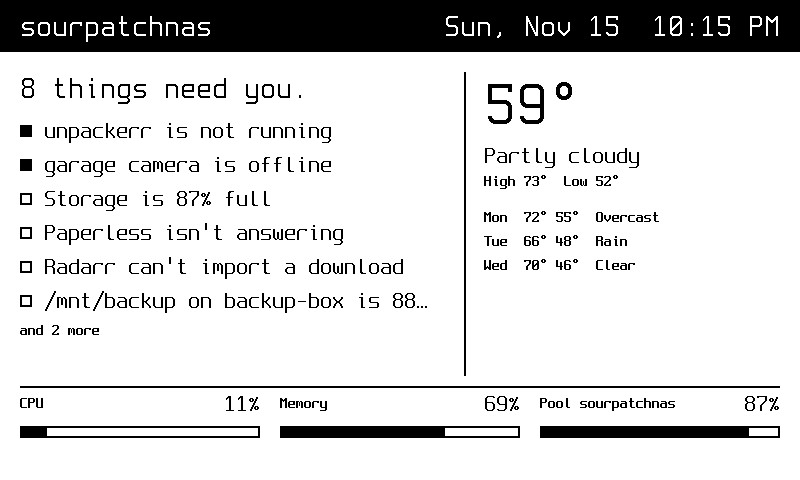 sourpatchnas
Sun, Nov 15  10:15 PM
8 things need you.
unpackerr is not running
garage camera is offline
Storage is 87% full
Paperless isn't answering
Radarr can't import a download
/mnt/backup on backup-box is 88…
and 2 more
59°
Partly cloudy
High 73°  Low 52°
Mon  72° 55°  Overcast
Tue  66° 48°  Rain
Wed  70° 46°  Clear
CPU 11%
Memory 69%
Pool sourpatchnas 87%